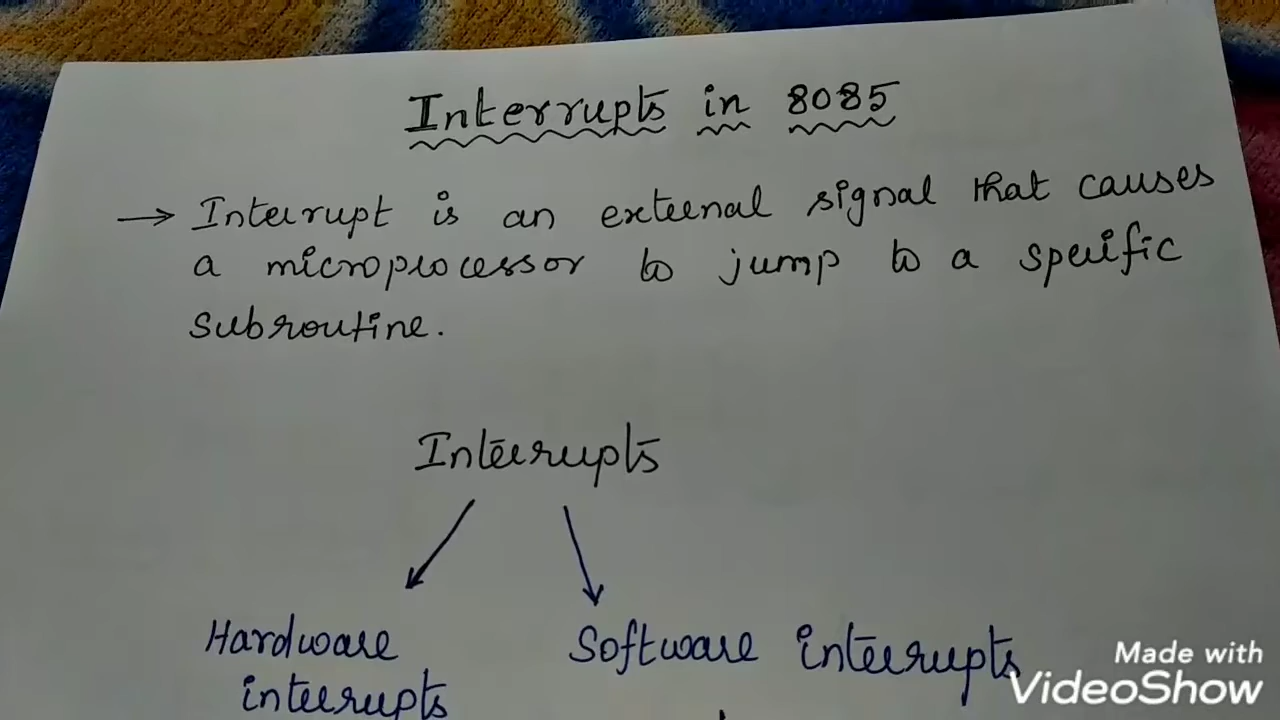 Interrupts in 8085
→ Interrupt is an external signal that causes
a microprocessor to jump to a specific
subroutine.
Interrupts
Hardware Software interrupts
interrupts
Made with
VideoShow